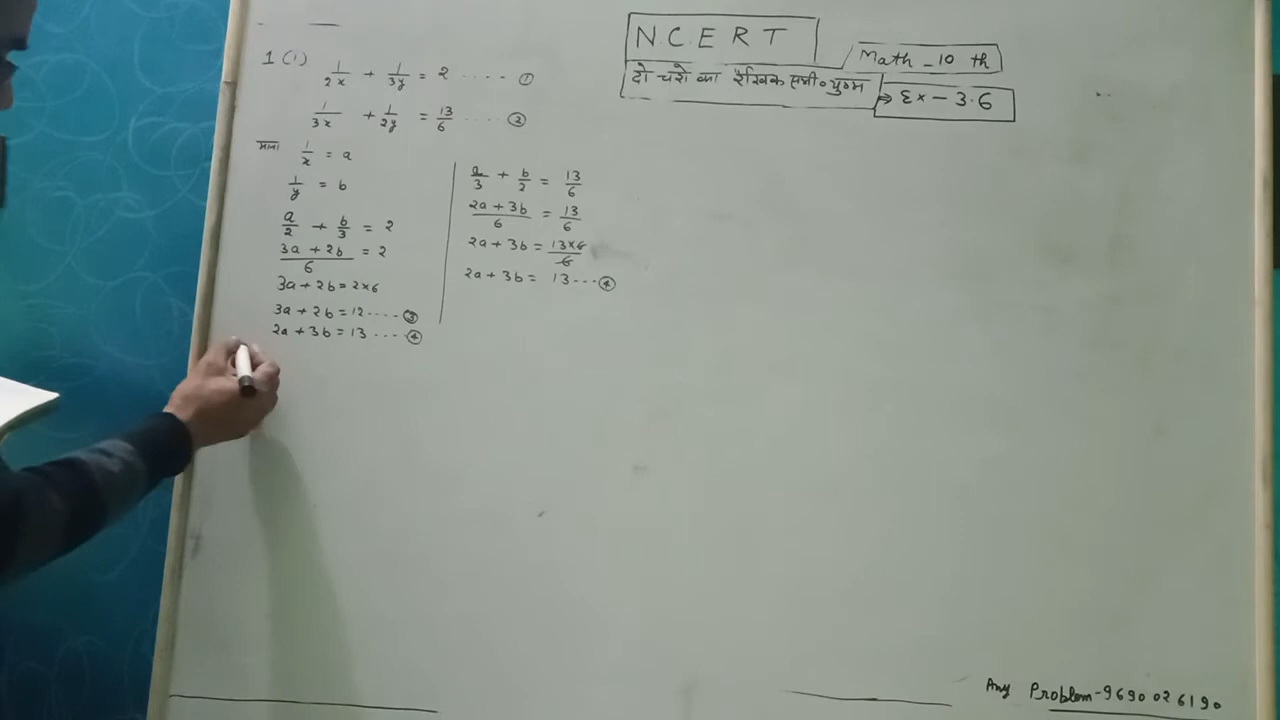 N.C.E R T
Math - 10 th
दो चरो का रैखिक समी० युग्म
→ Ex - 3.6
1 (i) 1/2x + 1/3y = 2 ..... ①
1/3x + 1/2y = 13/6 ..... ②
माना 1/x = a
1/y = b
a/2 + b/3 = 2
3a + 2b/6 = 2
3a + 2b = 2×6
3a + 2b = 12 ..... ③
2a + 3b = 13 .... ④
a/3 + b/2 = 13/6
2a + 3b/6 = 13/6
2a + 3b = 13×6/6
2a + 3b = 13 ... ④
Any Problem - 9690026190